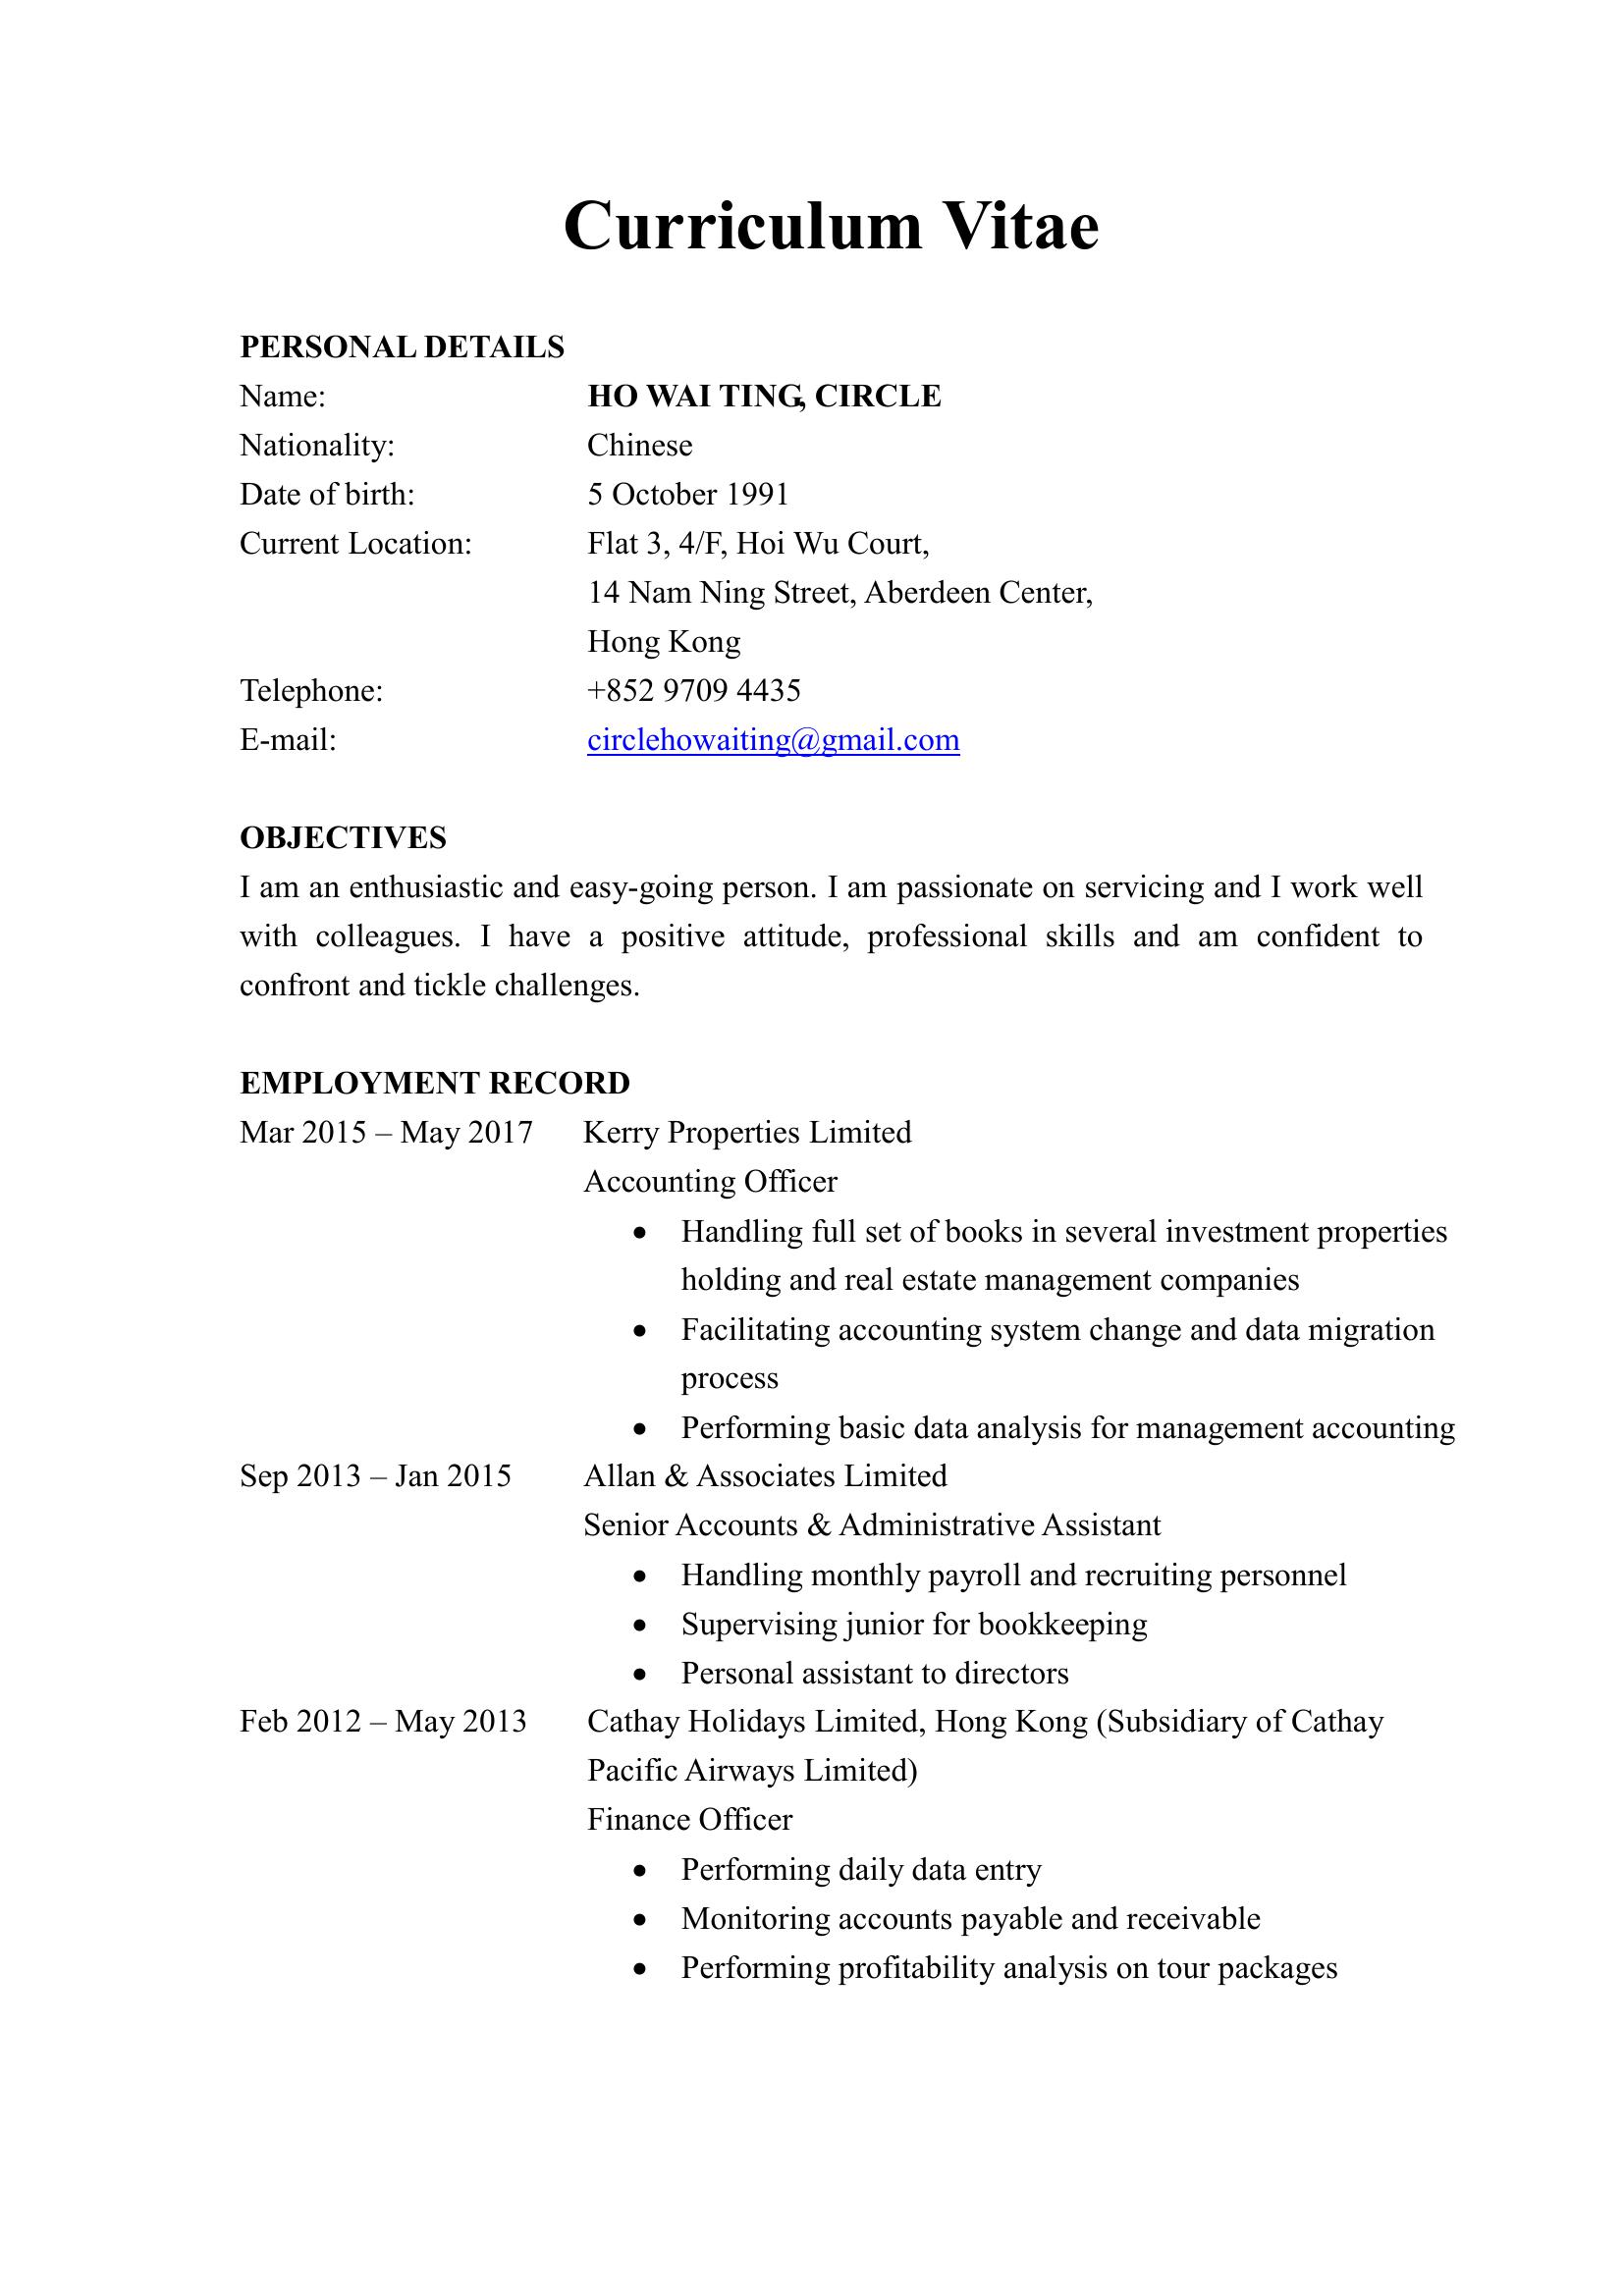 Curriculum Vitae
PERSONAL DETAILS
Name: HO WAI TING, CIRCLE
Nationality: Chinese
Date of birth: 5 October 1991
Current Location: Flat 3, 4/F, Hoi Wu Court,
14 Nam Ning Street, Aberdeen Center,
Hong Kong
Telephone: +852 9709 4435
E-mail: circlehowaiting@gmail.com
OBJECTIVES
I am an enthusiastic and easy-going person. I am passionate on servicing and I work well
with colleagues. I have a positive attitude, professional skills and am confident to
confront and tickle challenges.
EMPLOYMENT RECORD
Mar 2015 – May 2017 Kerry Properties Limited
Accounting Officer
• Handling full set of books in several investment properties
holding and real estate management companies
• Facilitating accounting system change and data migration
process
• Performing basic data analysis for management accounting
Sep 2013 – Jan 2015 Allan & Associates Limited
Senior Accounts & Administrative Assistant
• Handling monthly payroll and recruiting personnel
• Supervising junior for bookkeeping
• Personal assistant to directors
Feb 2012 – May 2013 Cathay Holidays Limited, Hong Kong (Subsidiary of Cathay
Pacific Airways Limited)
Finance Officer
• Performing daily data entry
• Monitoring accounts payable and receivable
• Performing profitability analysis on tour packages